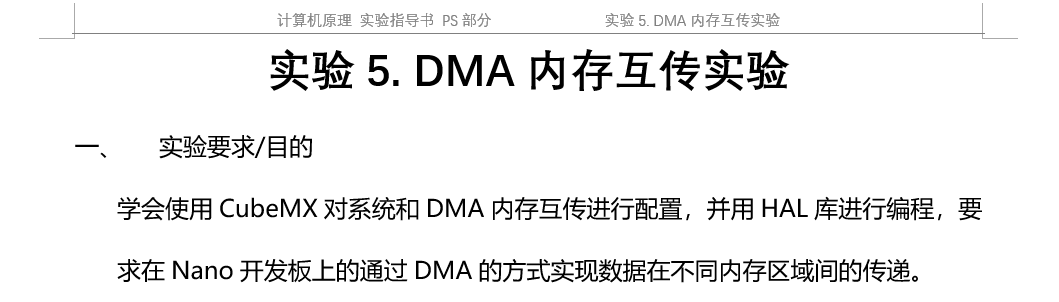 计算机原理 实验指导书 PS 部分 实验 5. DMA 内存互传实验
实验 5. DMA 内存互传实验
一、 实验要求/目的
学会使用 CubeMX 对系统和 DMA 内存互传进行配置，并用 HAL 库进行编程，要
求在 Nano 开发板上的通过 DMA 的方式实现数据在不同内存区域间的传递。